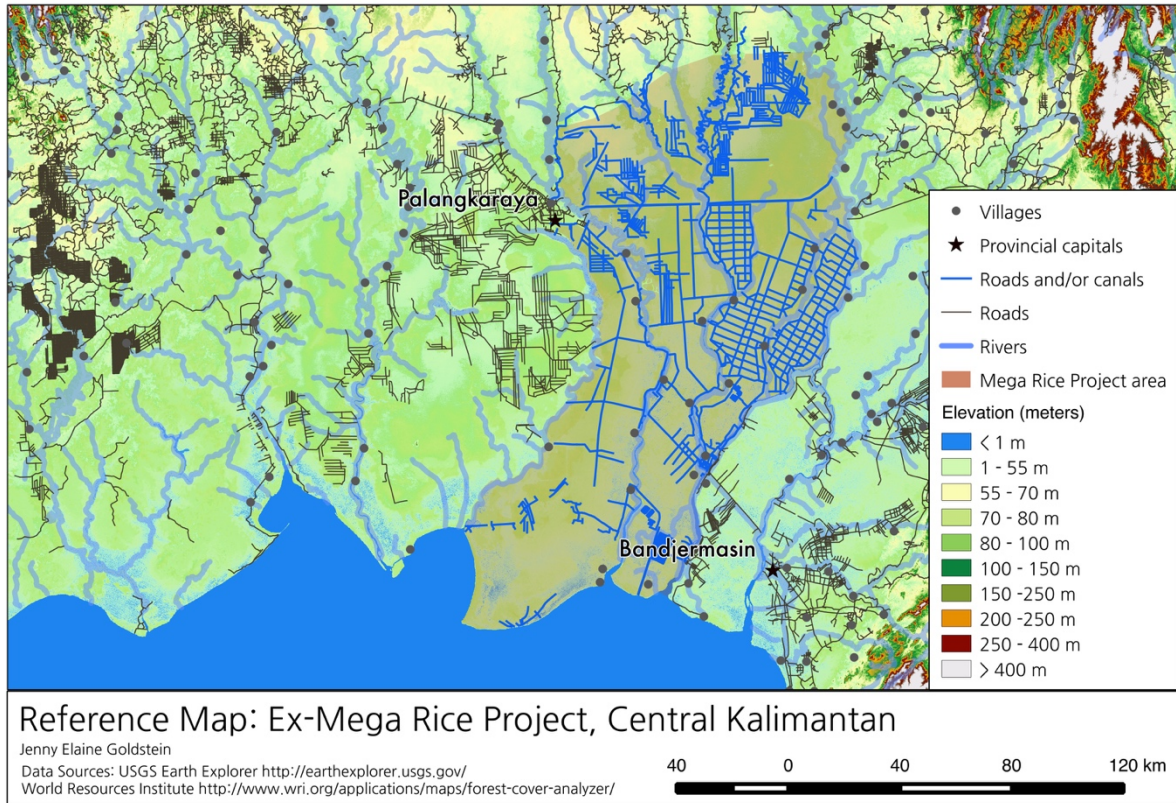 Palangkaraya
Bandjermasin
Villages
Provincial capitals
Roads and/or canals
Roads
Rivers
Mega Rice Project area
Elevation (meters)
< 1 m
1 - 55 m
55 - 70 m
70 - 80 m
80 - 100 m
100 - 150 m
150 -250 m
200 -250 m
250 - 400 m
> 400 m
Reference Map: Ex-Mega Rice Project, Central Kalimantan
Jenny Elaine Goldstein
Data Sources: USGS Earth Explorer http://earthexplorer.usgs.gov/
World Resources Institute http://www.wri.org/applications/maps/forest-cover-analyzer/
40 0 40 80 120 km